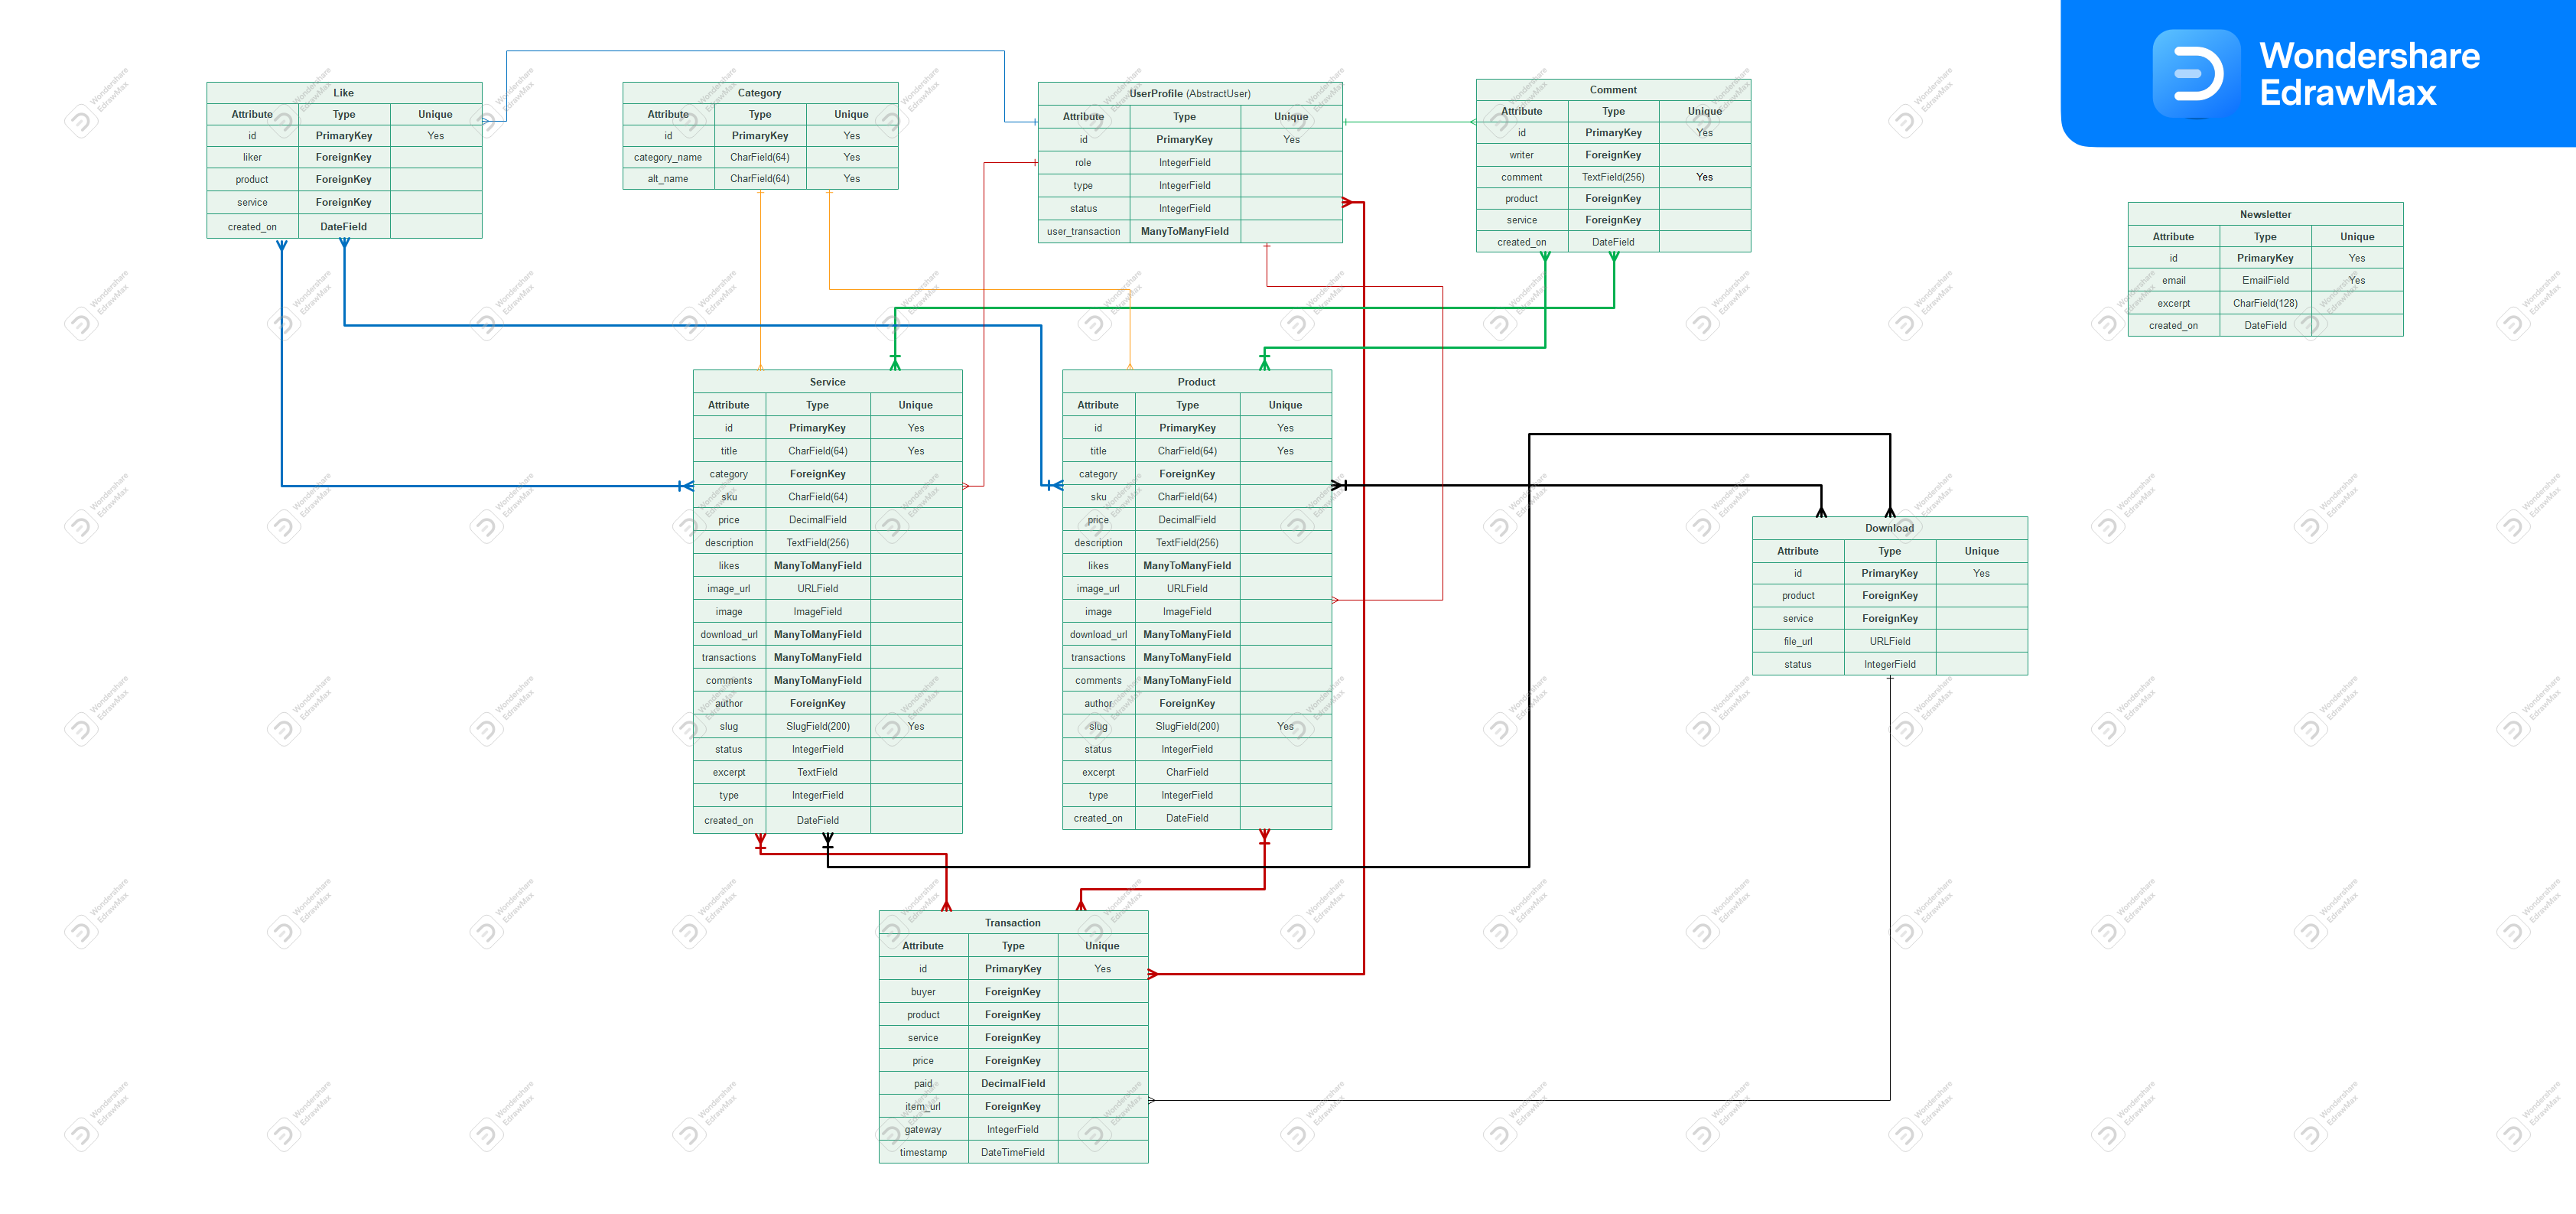 Wondershare
EdrawMax
Like
Attribute Type Unique
id PrimaryKey Yes
liker ForeignKey
product ForeignKey
service ForeignKey
created_on DateField
Category
Attribute Type Unique
id PrimaryKey Yes
category_name CharField(64) Yes
alt_name CharField(64) Yes
UserProfile (AbstractUser)
Attribute Type Unique
id PrimaryKey Yes
role IntegerField
type IntegerField
status IntegerField
user_transaction ManyToManyField
Comment
Attribute Type Unique
id PrimaryKey Yes
writer ForeignKey
comment TextField(256) Yes
product ForeignKey
service ForeignKey
created_on DateField
Newsletter
Attribute Type Unique
id PrimaryKey Yes
email EmailField Yes
excerpt CharField(128)
created_on DateField
Service
Attribute Type Unique
id PrimaryKey Yes
title CharField(64) Yes
category ForeignKey
sku CharField(64)
price DecimalField
description TextField(256)
likes ManyToManyField
image_url URLField
image ImageField
download_url ManyToManyField
transactions ManyToManyField
comments ManyToManyField
author ForeignKey
slug SlugField(200) Yes
status IntegerField
excerpt TextField
type IntegerField
created_on DateField
Product
Attribute Type Unique
id PrimaryKey Yes
title CharField(64) Yes
category ForeignKey
sku CharField(64)
price DecimalField
description TextField(256)
likes ManyToManyField
image_url URLField
image ImageField
download_url ManyToManyField
transactions ManyToManyField
comments ManyToManyField
author ForeignKey
slug SlugField(200) Yes
status IntegerField
excerpt CharField
type IntegerField
created_on DateField
Download
Attribute Type Unique
id PrimaryKey Yes
product ForeignKey
service ForeignKey
file_url URLField
status IntegerField
Transaction
Attribute Type Unique
id PrimaryKey Yes
buyer ForeignKey
product ForeignKey
service ForeignKey
price ForeignKey
paid DecimalField
item_url ForeignKey
gateway IntegerField
timestamp DateTimeField